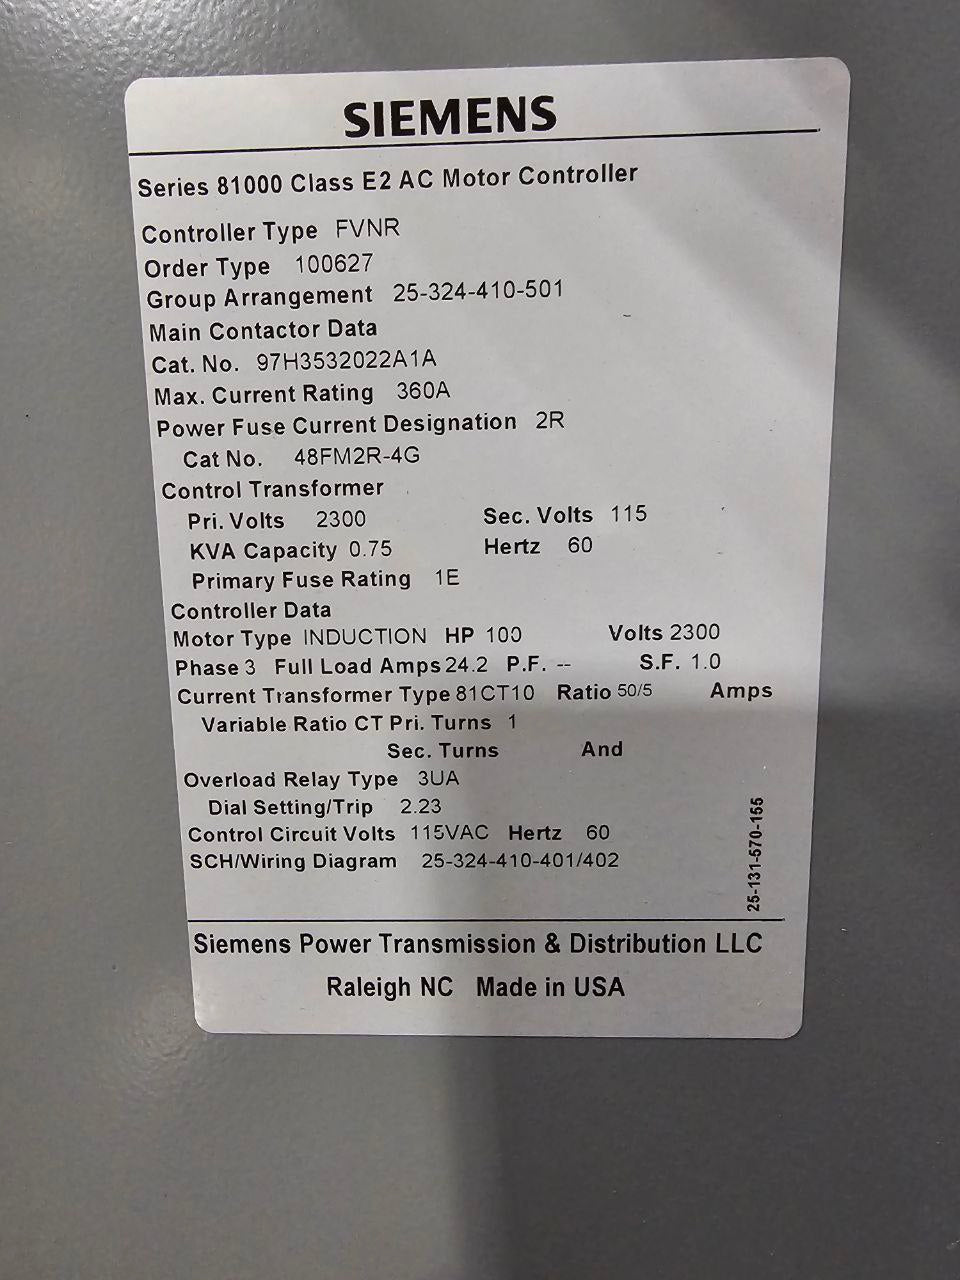 SIEMENS
Series 81000 Class E2 AC Motor Controller
Controller Type FVNR
Order Type 100627
Group Arrangement 25-324-410-501
Main Contactor Data
Cat. No. 97H3532022A1A
Max. Current Rating 360A
Power Fuse Current Designation 2R
Cat No. 48FM2R-4G
Control Transformer
Pri. Volts 2300 Sec. Volts 115
KVA Capacity 0.75 Hertz 60
Primary Fuse Rating 1E
Controller Data
Motor Type INDUCTION HP 100 Volts 2300
Phase 3 Full Load Amps 24.2 P.F. -- S.F. 1.0
Current Transformer Type 81CT10 Ratio 50/5 Amps
Variable Ratio CT Pri. Turns 1
Sec. Turns And
Overload Relay Type 3UA
Dial Setting/Trip 2.23
Control Circuit Volts 115VAC Hertz 60
SCH/Wiring Diagram 25-324-410-401/402
25-131-570-155
Siemens Power Transmission & Distribution LLC
Raleigh NC Made in USA